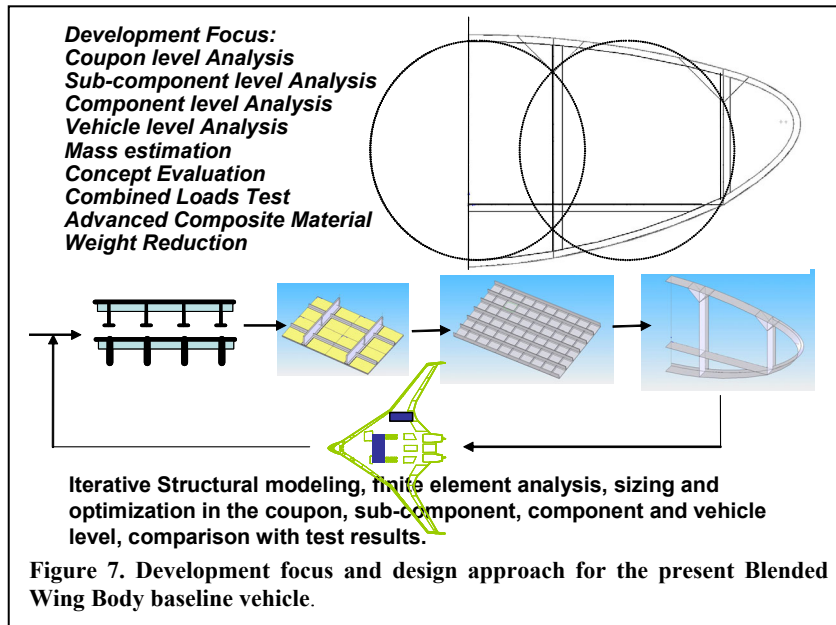 Development Focus:
Coupon level Analysis
Sub-component level Analysis
Component level Analysis
Vehicle level Analysis
Mass estimation
Concept Evaluation
Combined Loads Test
Advanced Composite Material
Weight Reduction
Iterative Structural modeling, finite element analysis, sizing and
optimization in the coupon, sub-component, component and vehicle
level, comparison with test results.
Figure 7. Development focus and design approach for the present Blended
Wing Body baseline vehicle.